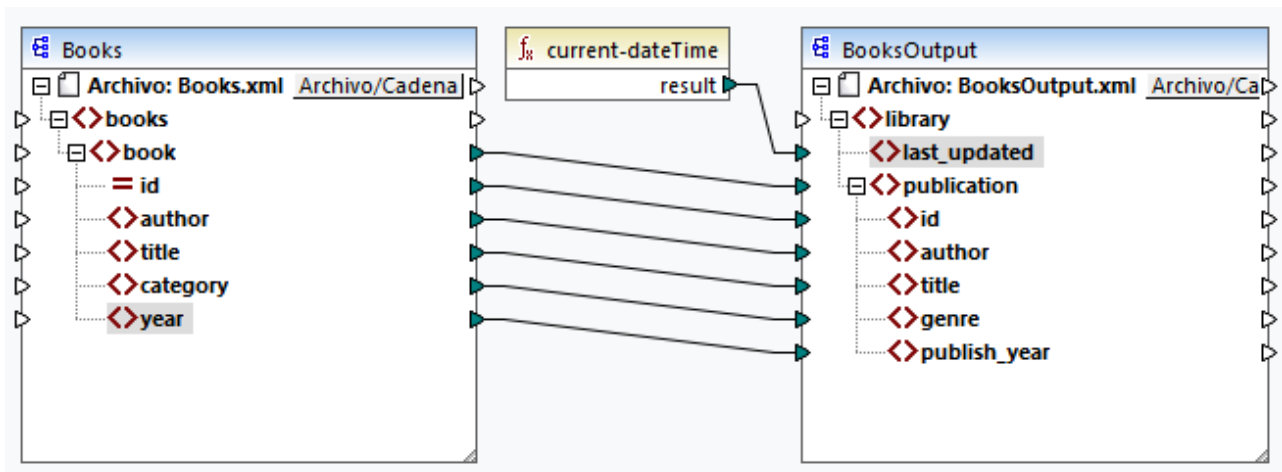 Books
Archivo: Books.xml Archivo/Cadena
books
book
= id
author
title
category
year
fx current-dateTime
result
BooksOutput
Archivo: BooksOutput.xml Archivo/Ca
library
last_updated
publication
id
author
title
genre
publish_year